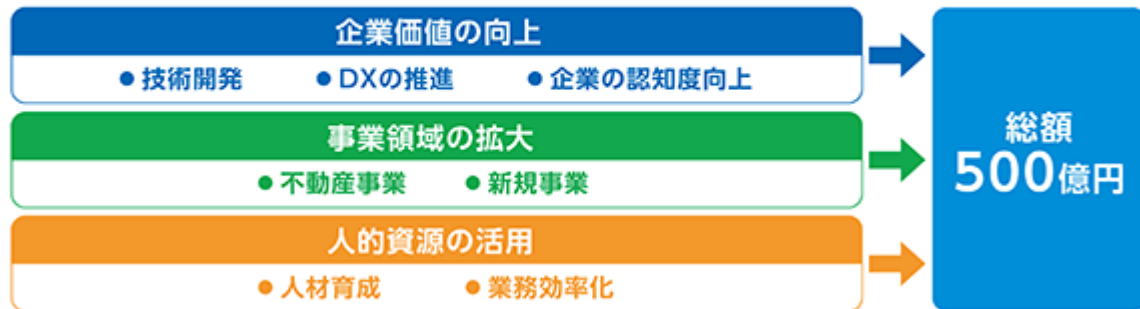 企業価値の向上
● 技術開発 ● DXの推進 ● 企業の認知度向上
事業領域の拡大
● 不動産事業 ● 新規事業
人的資源の活用
● 人材育成 ● 業務効率化
総額
500億円